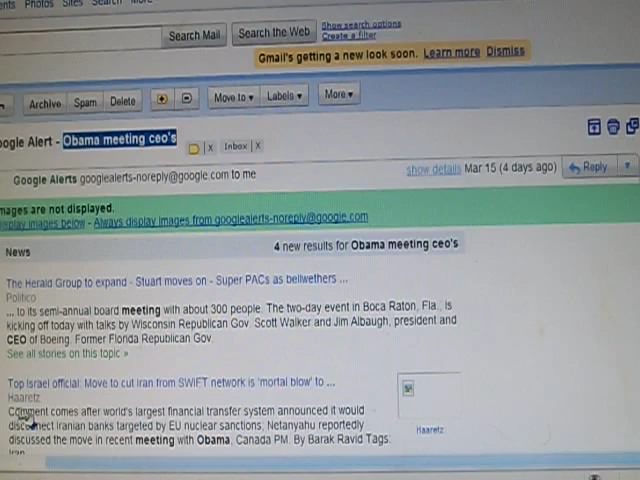 Photos Sites Search More
Search Mail Search the Web Show search options
Create a filter
Gmail's getting a new look soon. Learn more Dismiss
Archive Spam Delete Move to Labels More
Google Alert - Obama meeting ceo's Inbox X
Google Alerts googlealerts-noreply@google.com to me show details Mar 15 (4 days ago) Reply
mages are not displayed.
isplay images below - Always display images from googlealerts-noreply@google.com
News 4 new results for Obama meeting ceo's
The Herald Group to expand - Stuart moves on - Super PACs as bellwethers ...
Politico
... to its semi-annual board meeting with about 300 people. The two-day event in Boca Raton, Fla., is
kicking off today with talks by Wisconsin Republican Gov. Scott Walker and Jim Albaugh, president and
CEO of Boeing. Former Florida Republican Gov.
See all stories on this topic »
Top Israel official: Move to cut Iran from SWIFT network is 'mortal blow' to ...
Haaretz
Comment comes after world's largest financial transfer system announced it would
disconnect Iranian banks targeted by EU nuclear sanctions; Netanyahu reportedly
discussed the move in recent meeting with Obama, Canada PM. By Barak Ravid Tags:
Iran
Haaretz